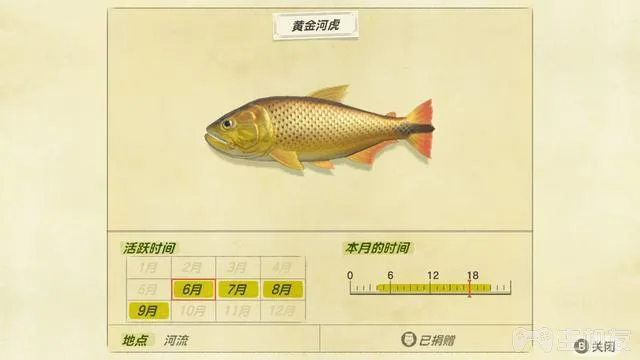 黄金河虎
活跃时间
本月的时间
1月 2月 3月 4月
5月 6月 7月 8月
9月 10月 11月 12月
0 6 12 18
地点 河流
已捐赠
B 关闭